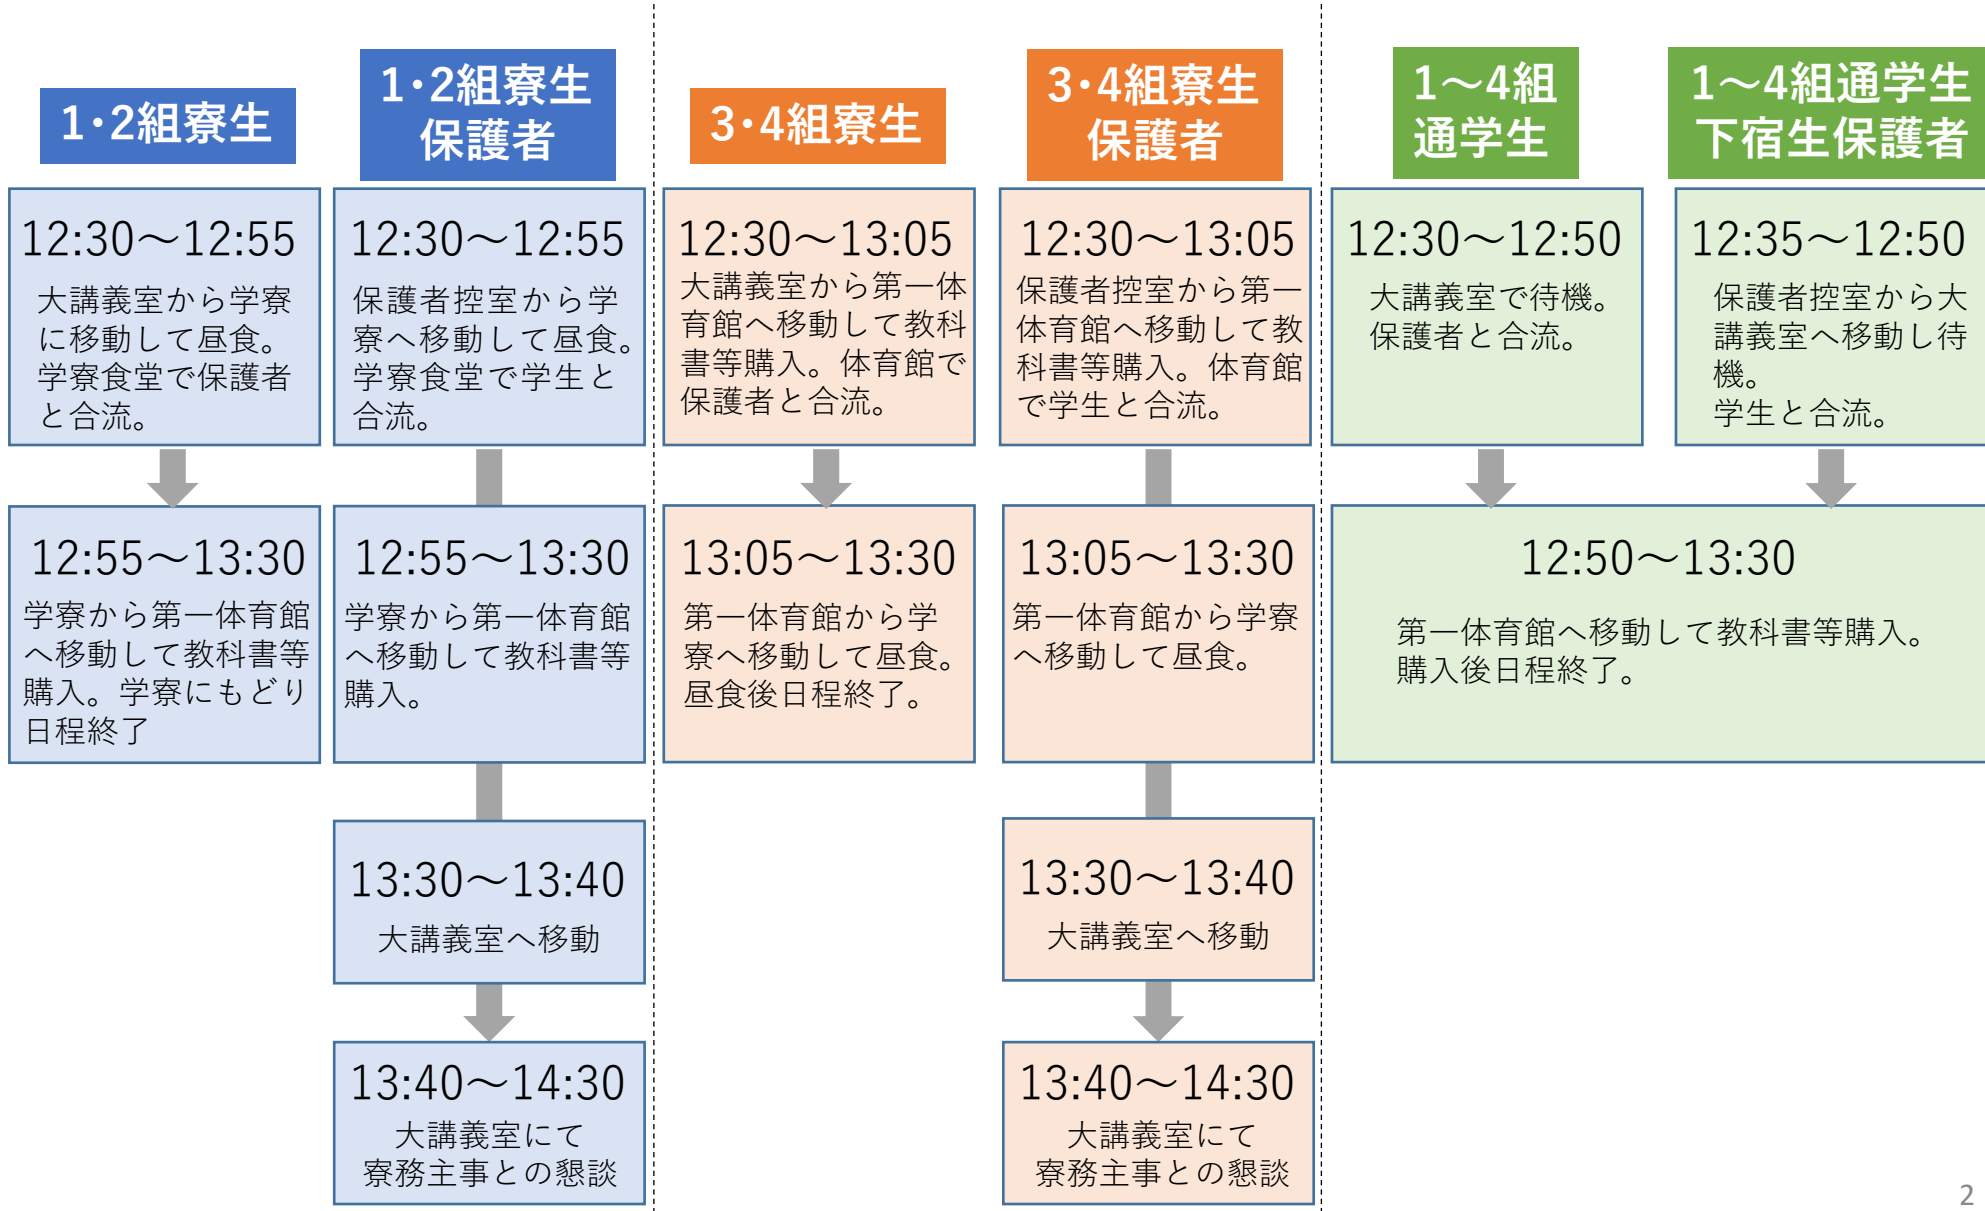 1・2組寮生
12:30～12:55
大講義室から学寮
に移動して昼食。
学寮食堂で保護者
と合流。
12:55～13:30
学寮から第一体育館
へ移動して教科書等
購入。学寮にもどり
日程終了
1・2組寮生
保護者
12:30～12:55
保護者控室から学
寮へ移動して昼食。
学寮食堂で学生と
合流。
12:55～13:30
学寮から第一体育館
へ移動して教科書等
購入。
13:30～13:40
大講義室へ移動
13:40～14:30
大講義室にて
寮務主事との懇談
3・4組寮生
12:30～13:05
大講義室から第一体
育館へ移動して教科
書等購入。体育館で
保護者と合流。
13:05～13:30
第一体育館から学
寮へ移動して昼食。
昼食後日程終了。
3・4組寮生
保護者
12:30～13:05
保護者控室から第一
体育館へ移動して教
科書等購入。体育館
で学生と合流。
13:05～13:30
第一体育館から学寮
へ移動して昼食。
13:30～13:40
大講義室へ移動
13:40～14:30
大講義室にて
寮務主事との懇談
1～4組
通学生
12:30～12:50
大講義室で待機。
保護者と合流。
1～4組通学生
下宿生保護者
12:35～12:50
保護者控室から大
講義室へ移動し待
機。
学生と合流。
12:50～13:30
第一体育館へ移動して教科書等購入。
購入後日程終了。
2